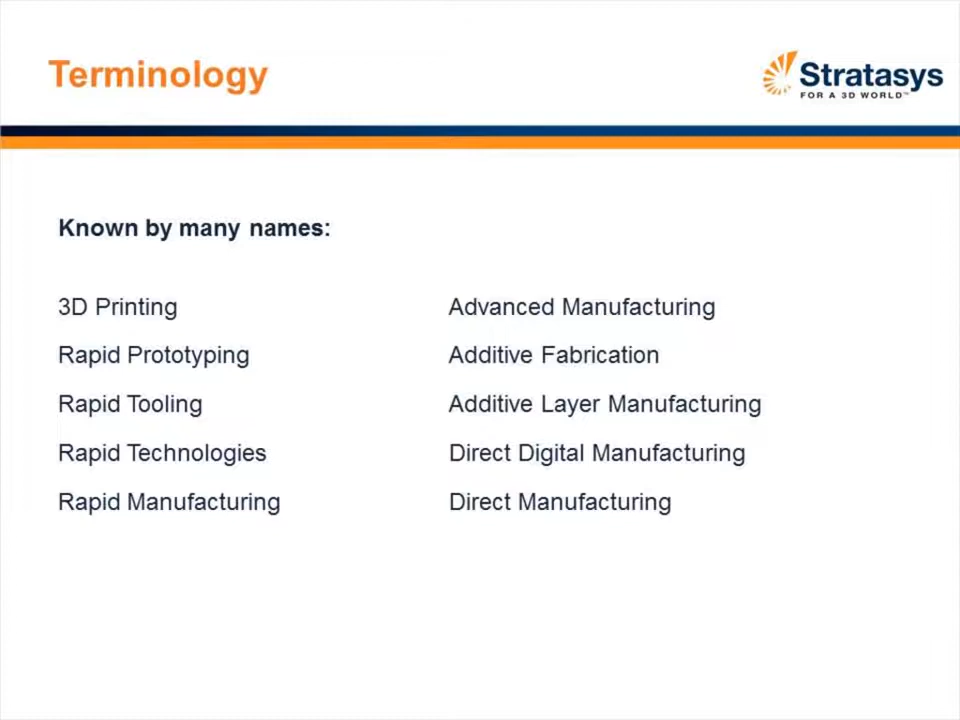 Terminology
Stratasys
FOR A 3D WORLD™
Known by many names:
3D Printing
Rapid Prototyping
Rapid Tooling
Rapid Technologies
Rapid Manufacturing
Advanced Manufacturing
Additive Fabrication
Additive Layer Manufacturing
Direct Digital Manufacturing
Direct Manufacturing